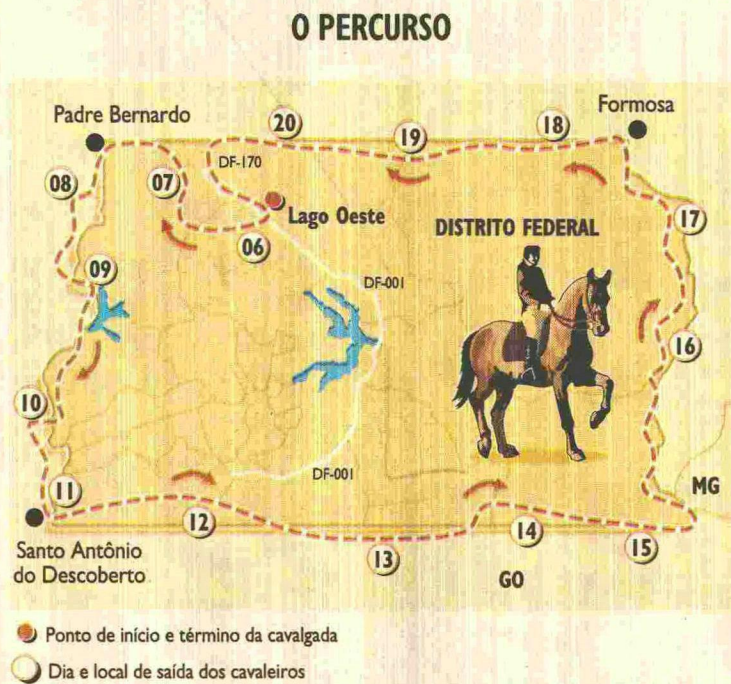 O PERCURSO
Padre Bernardo
20
19
18
Formosa
DF-170
08
07
17
Lago Oeste
06
DISTRITO FEDERAL
09
DF-001
16
10
DF-001
11
MG
12
14
13
15
Santo Antônio
do Descoberto
GO
Ponto de início e término da cavalgada
Dia e local de saída dos cavaleiros